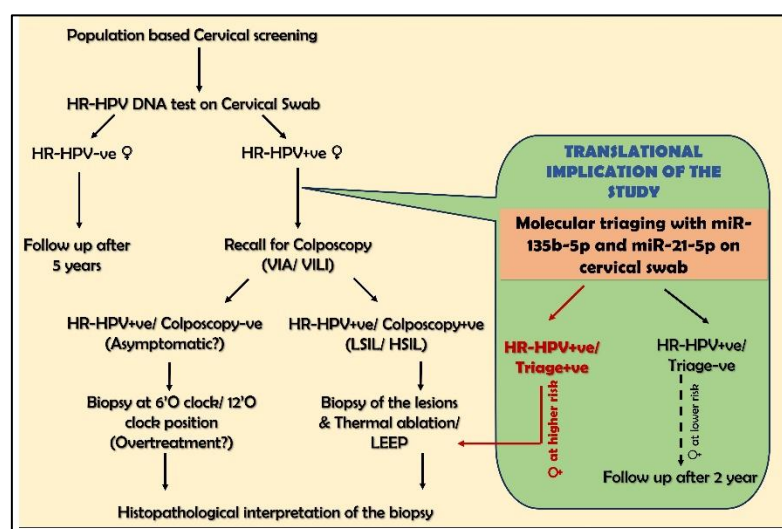 Population based Cervical screening
HR-HPV DNA test on Cervical Swab
HR-HPV-ve ♀
HR-HPV+ve ♀
Follow up after
5 years
Recall for Colposcopy
(VIA/ VILI)
HR-HPV+ve/ Colposcopy-ve
(Asymptomatic?)
HR-HPV+ve/ Colposcopy+ve
(LSIL/ HSIL)
Biopsy at 6'O clock/ 12'O
clock position
(Overtreatment?)
Biopsy of the lesions
& Thermal ablation/
LEEP
Histopathological interpretation of the biopsy
TRANSLATIONAL
IMPLICATION OF THE
STUDY
Molecular triaging with miR-
135b-5p and miR-21-5p on
cervical swab
HR-HPV+ve/
Triage+ve
♀ at higher risk
HR-HPV+ve/
Triage-ve
♀ at lower risk
Follow up after 2 year